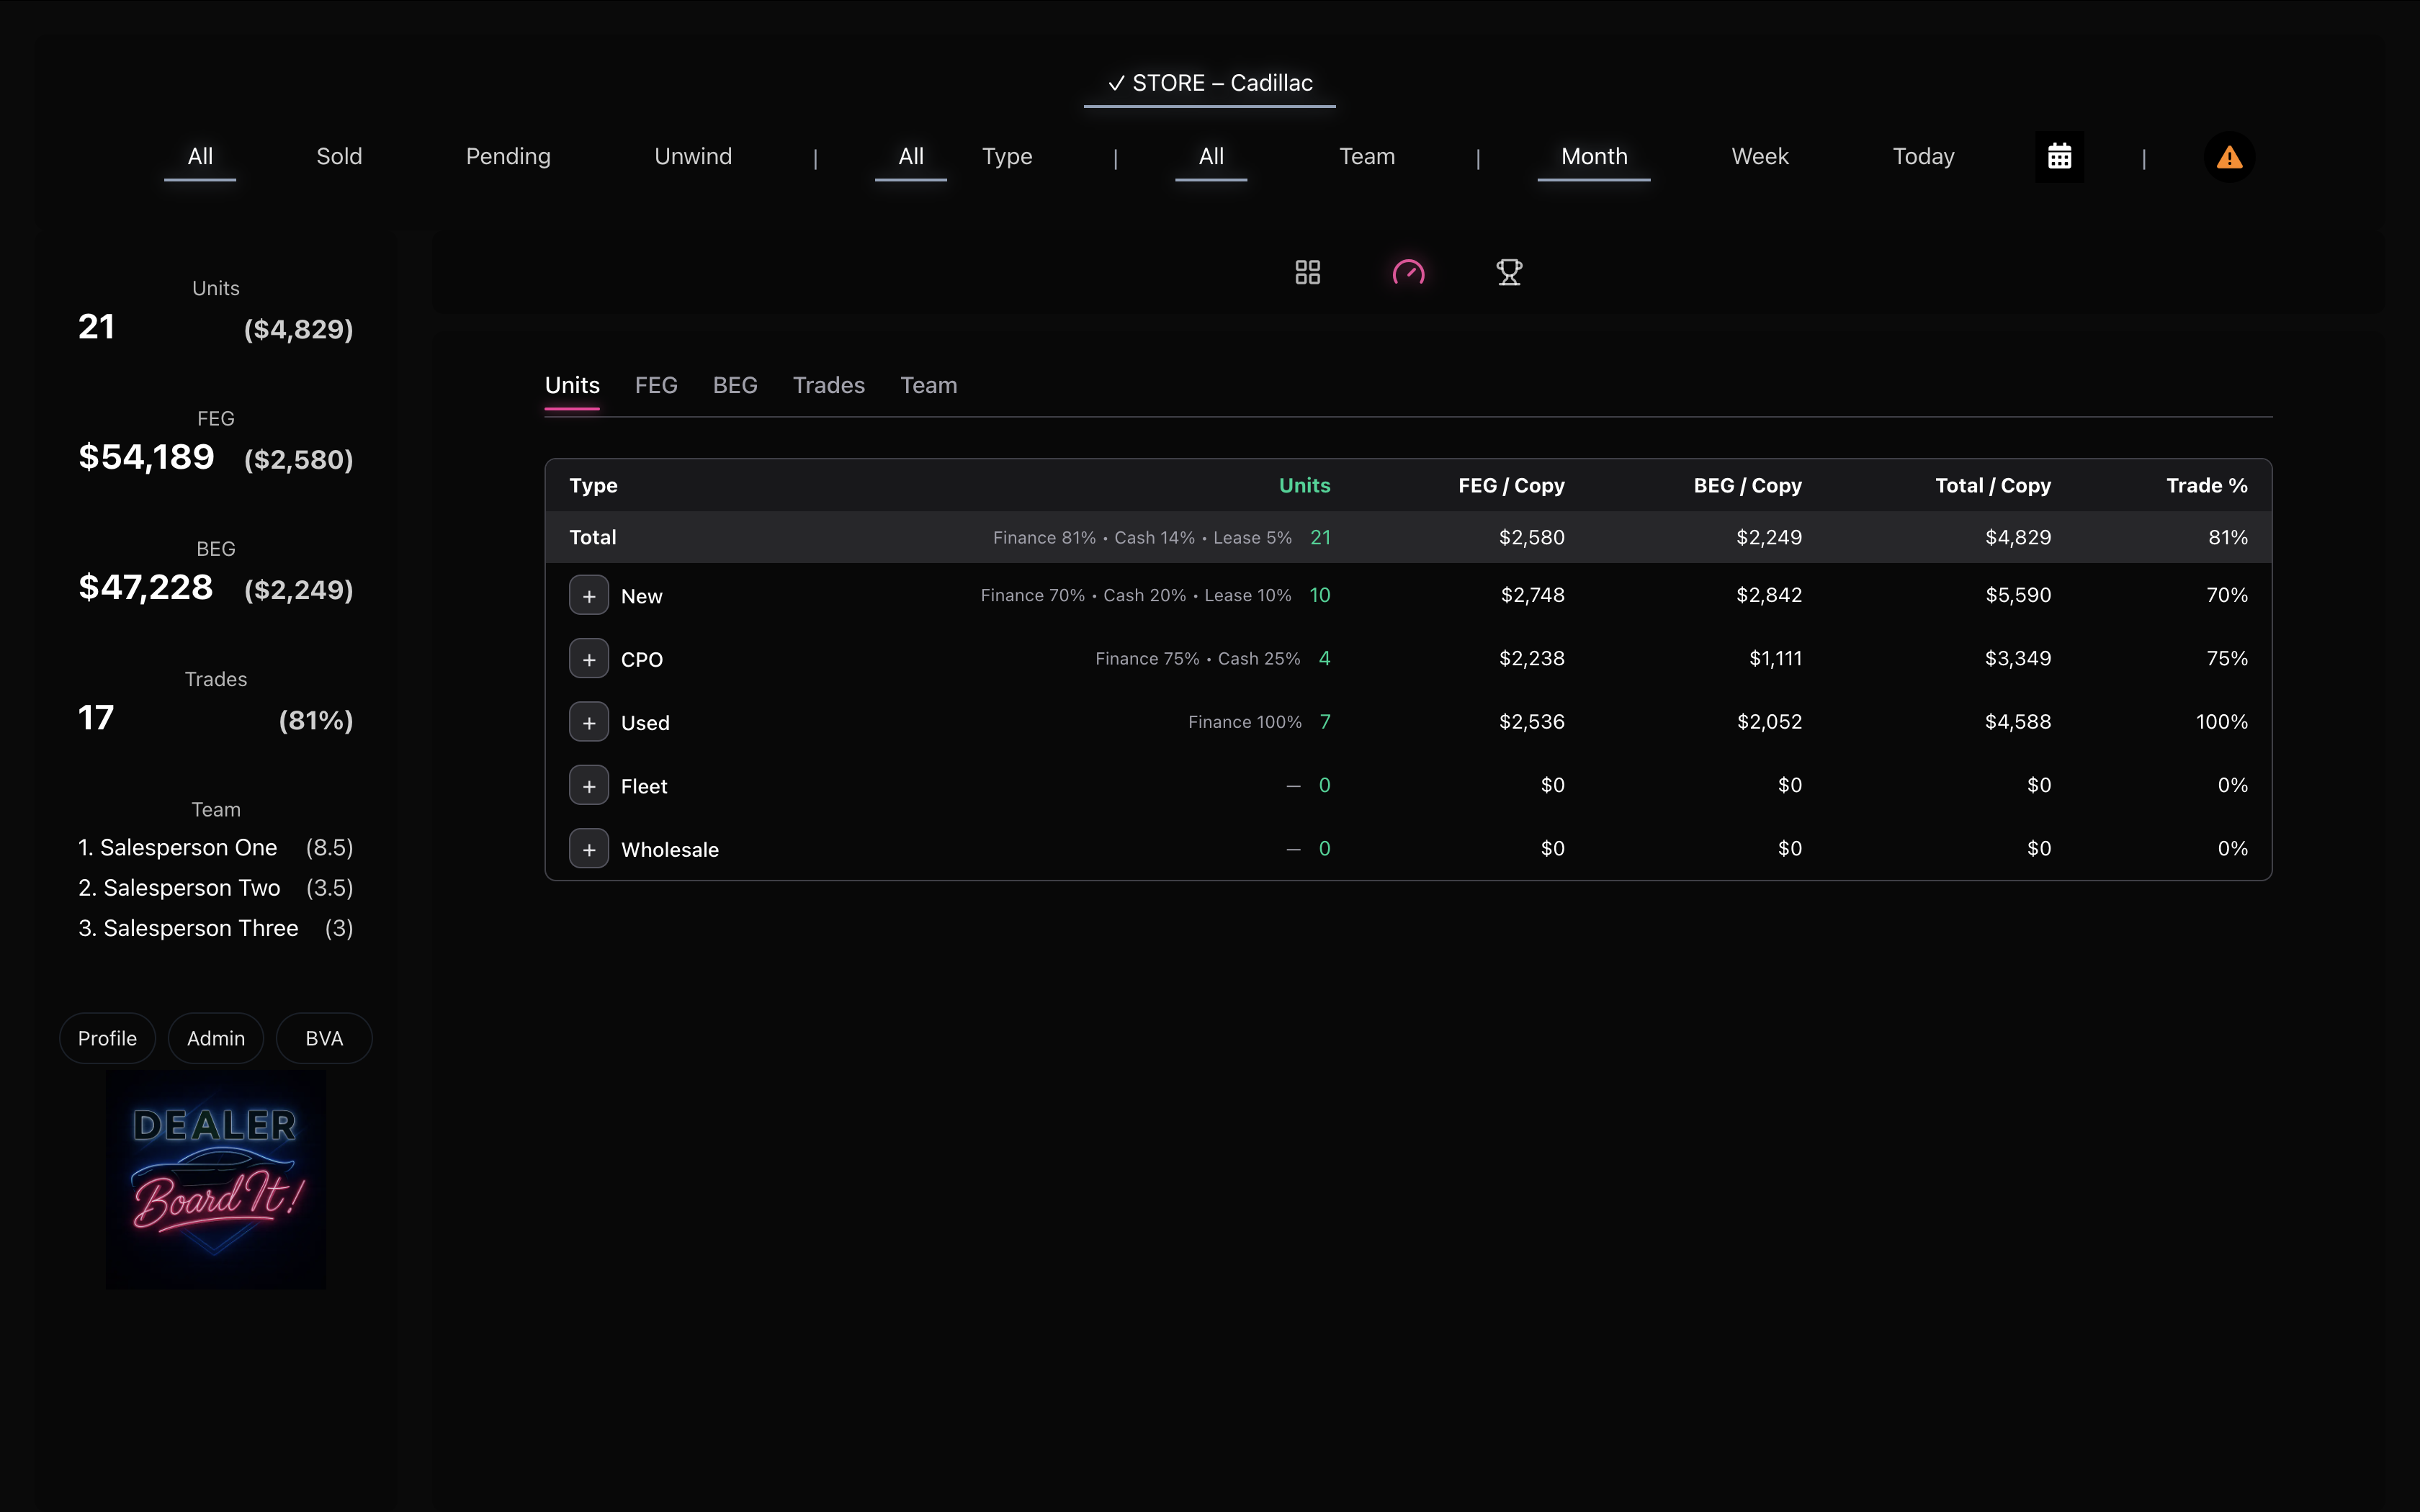 ✓ STORE – Cadillac
All Sold Pending Unwind | All Type | All Team | Month Week Today |
Units
21 ($4,829)
FEG
$54,189 ($2,580)
BEG
$47,228 ($2,249)
Trades
17 (81%)
Team
1. Salesperson One (8.5)
2. Salesperson Two (3.5)
3. Salesperson Three (3)
Profile Admin BVA
DEALER
Board It!
Units FEG BEG Trades Team
Type Units FEG / Copy BEG / Copy Total / Copy Trade %
Total Finance 81% • Cash 14% • Lease 5% 21 $2,580 $2,249 $4,829 81%
+ New Finance 70% • Cash 20% • Lease 10% 10 $2,748 $2,842 $5,590 70%
+ CPO Finance 75% • Cash 25% 4 $2,238 $1,111 $3,349 75%
+ Used Finance 100% 7 $2,536 $2,052 $4,588 100%
+ Fleet — 0 $0 $0 $0 0%
+ Wholesale — 0 $0 $0 $0 0%